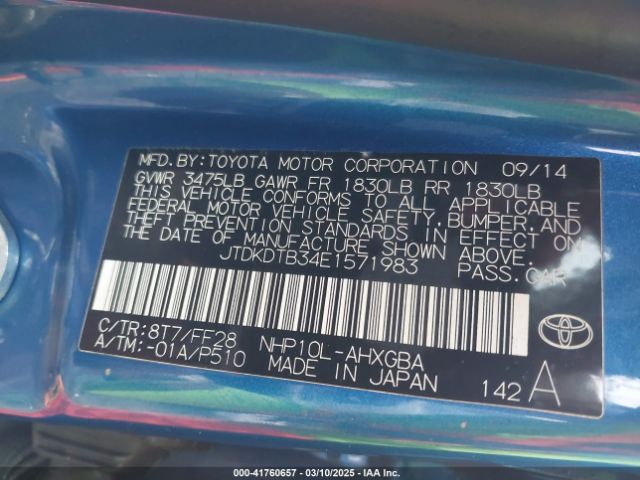 MFD.BY:TOYOTA MOTOR CORPORATION 09/14
GVWR 3475LB GAWR FR 1830LB RR 1830LB
THIS VEHICLE CONFORMS TO ALL APPLICABLE
FEDERAL MOTOR VEHICLE SAFETY, BUMPER, AND
THEFT PREVENTION STANDARDS IN EFFECT ON
THE DATE OF MANUFACTURE SHOWN ABOVE.
JTDKDTB34E1571983 PASS.CAR
C/TR:8T7/FF28 NHP10L-AHXGBA
A/TM:-01A/P510 MADE IN JAPAN
142 A
000-41760657 - 03/10/2025 - IAA Inc.